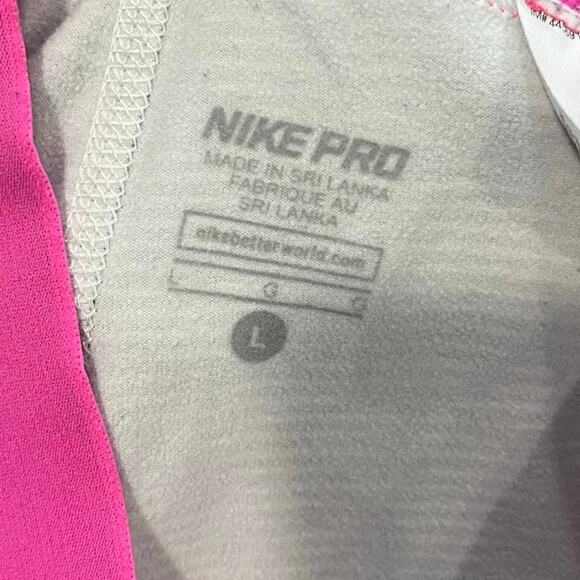 NIKE PRO
MADE IN SRI LANKA
FABRIQUE AU
SRI LANKA
nikebetterworld.com
L G G
L